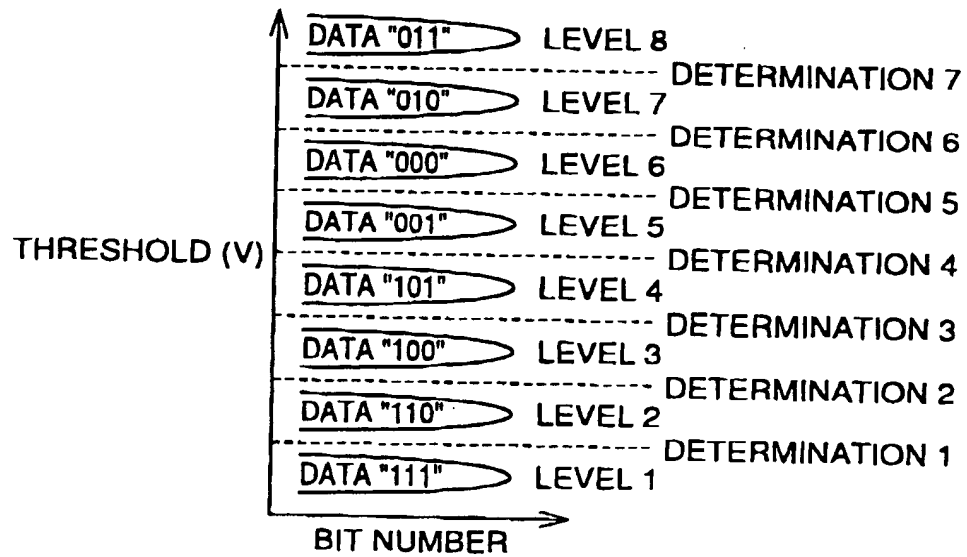 DATA "011" LEVEL 8
DETERMINATION 7
DATA "010" LEVEL 7
DETERMINATION 6
DATA "000" LEVEL 6
DETERMINATION 5
DATA "001" LEVEL 5
THRESHOLD (V)
DETERMINATION 4
DATA "101" LEVEL 4
DETERMINATION 3
DATA "100" LEVEL 3
DETERMINATION 2
DATA "110" LEVEL 2
DETERMINATION 1
DATA "111" LEVEL 1
BIT NUMBER